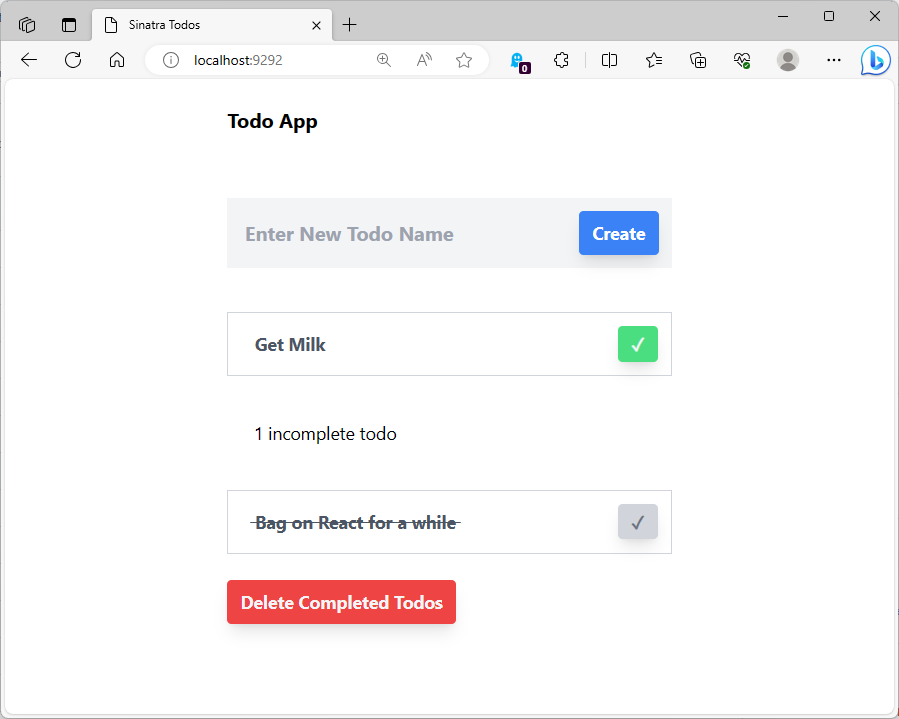 Sinatra Todos
localhost:9292
0
Todo App
Enter New Todo Name
Create
Get Milk
✓
1 incomplete todo
Bag on React for a while
✓
Delete Completed Todos